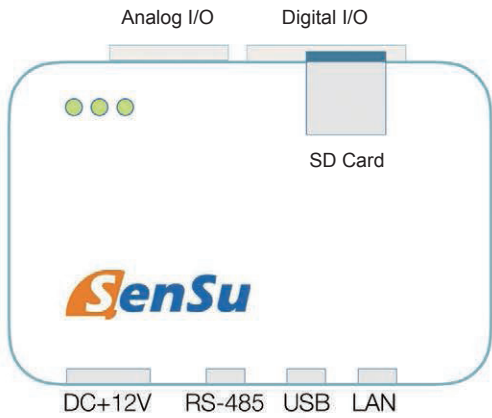 Analog I/O Digital I/O
SD Card
SenSu
DC+12V RS-485 USB LAN